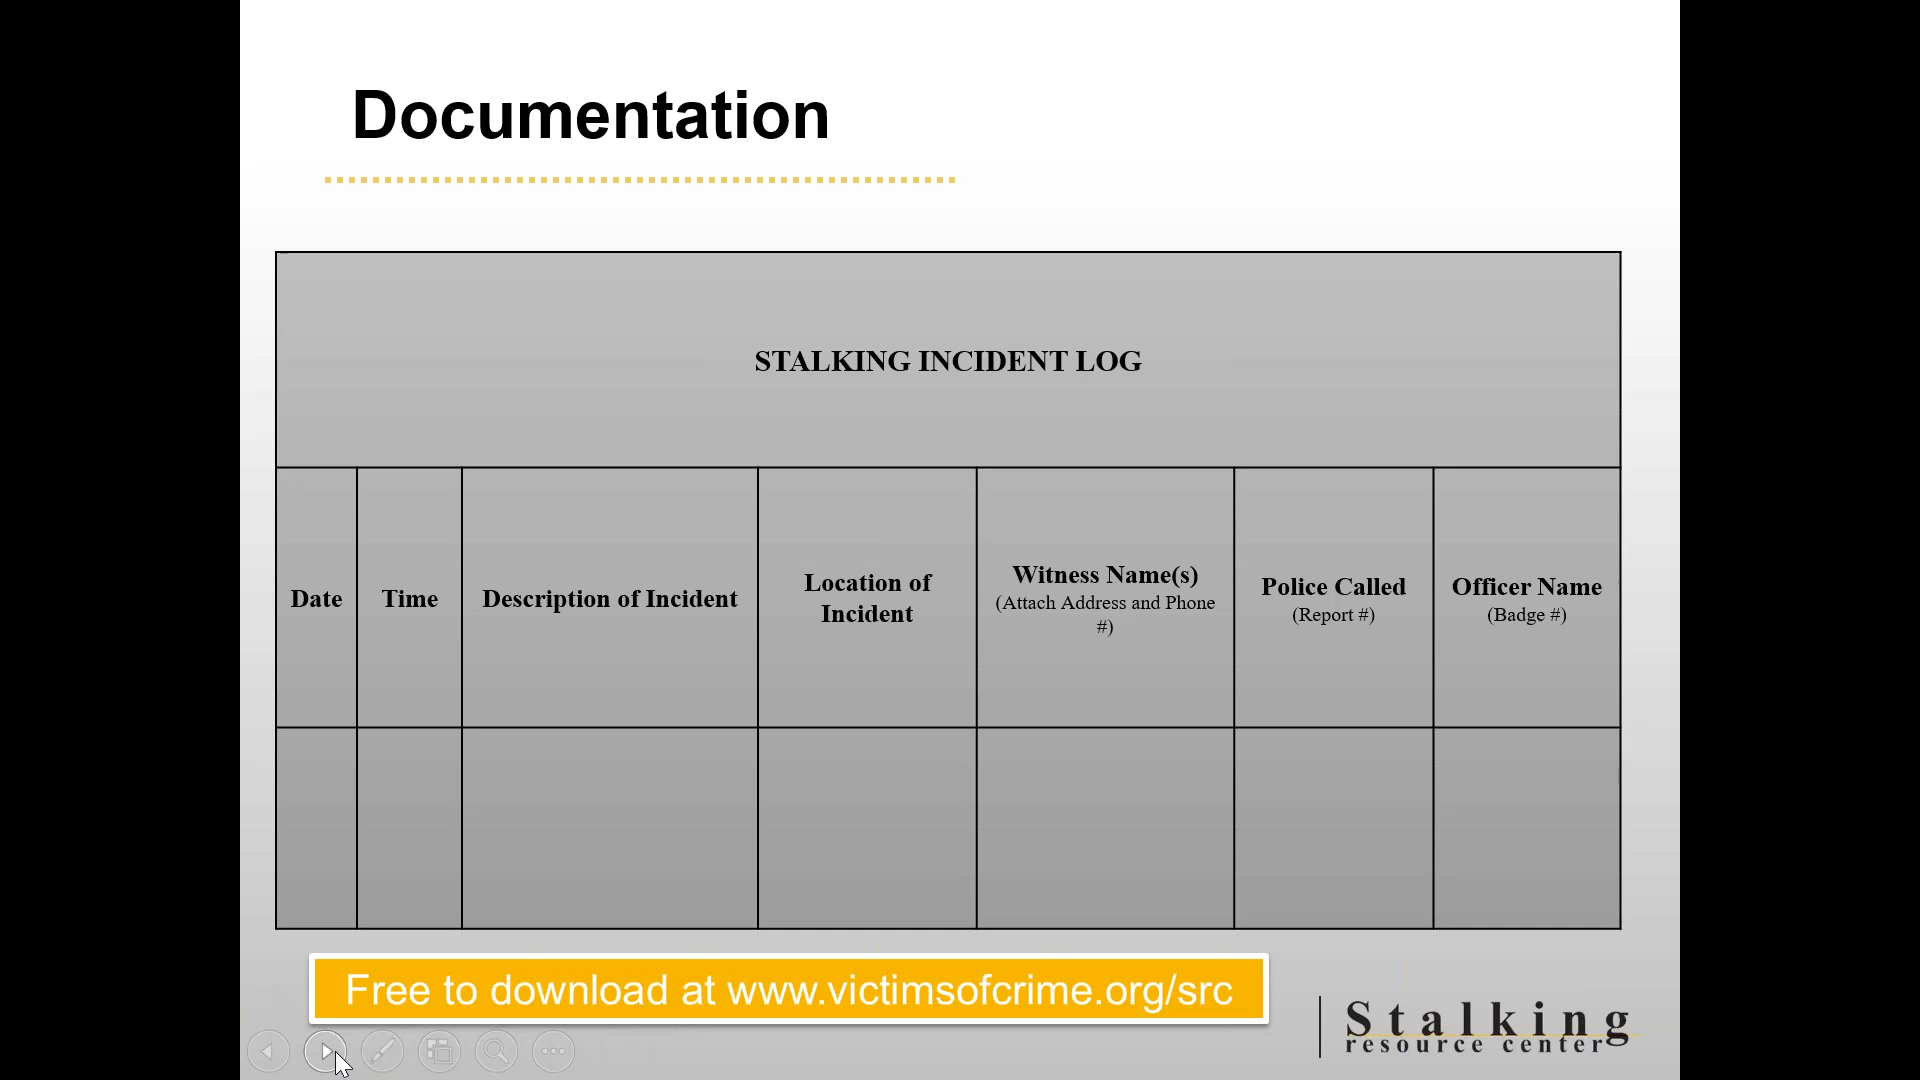 Documentation
STALKING INCIDENT LOG
Date
Time
Description of Incident
Location of
Incident
Witness Name(s)
(Attach Address and Phone
#)
Police Called
(Report #)
Officer Name
(Badge #)
Free to download at www.victimsofcrime.org/src
Stalking
resource center